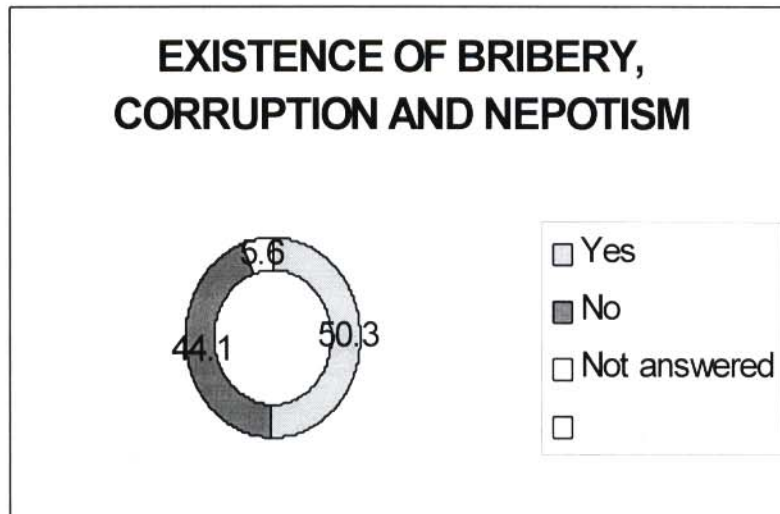 EXISTENCE OF BRIBERY,
CORRUPTION AND NEPOTISM
5.6
44.1
50.3
Yes
No
Not answered